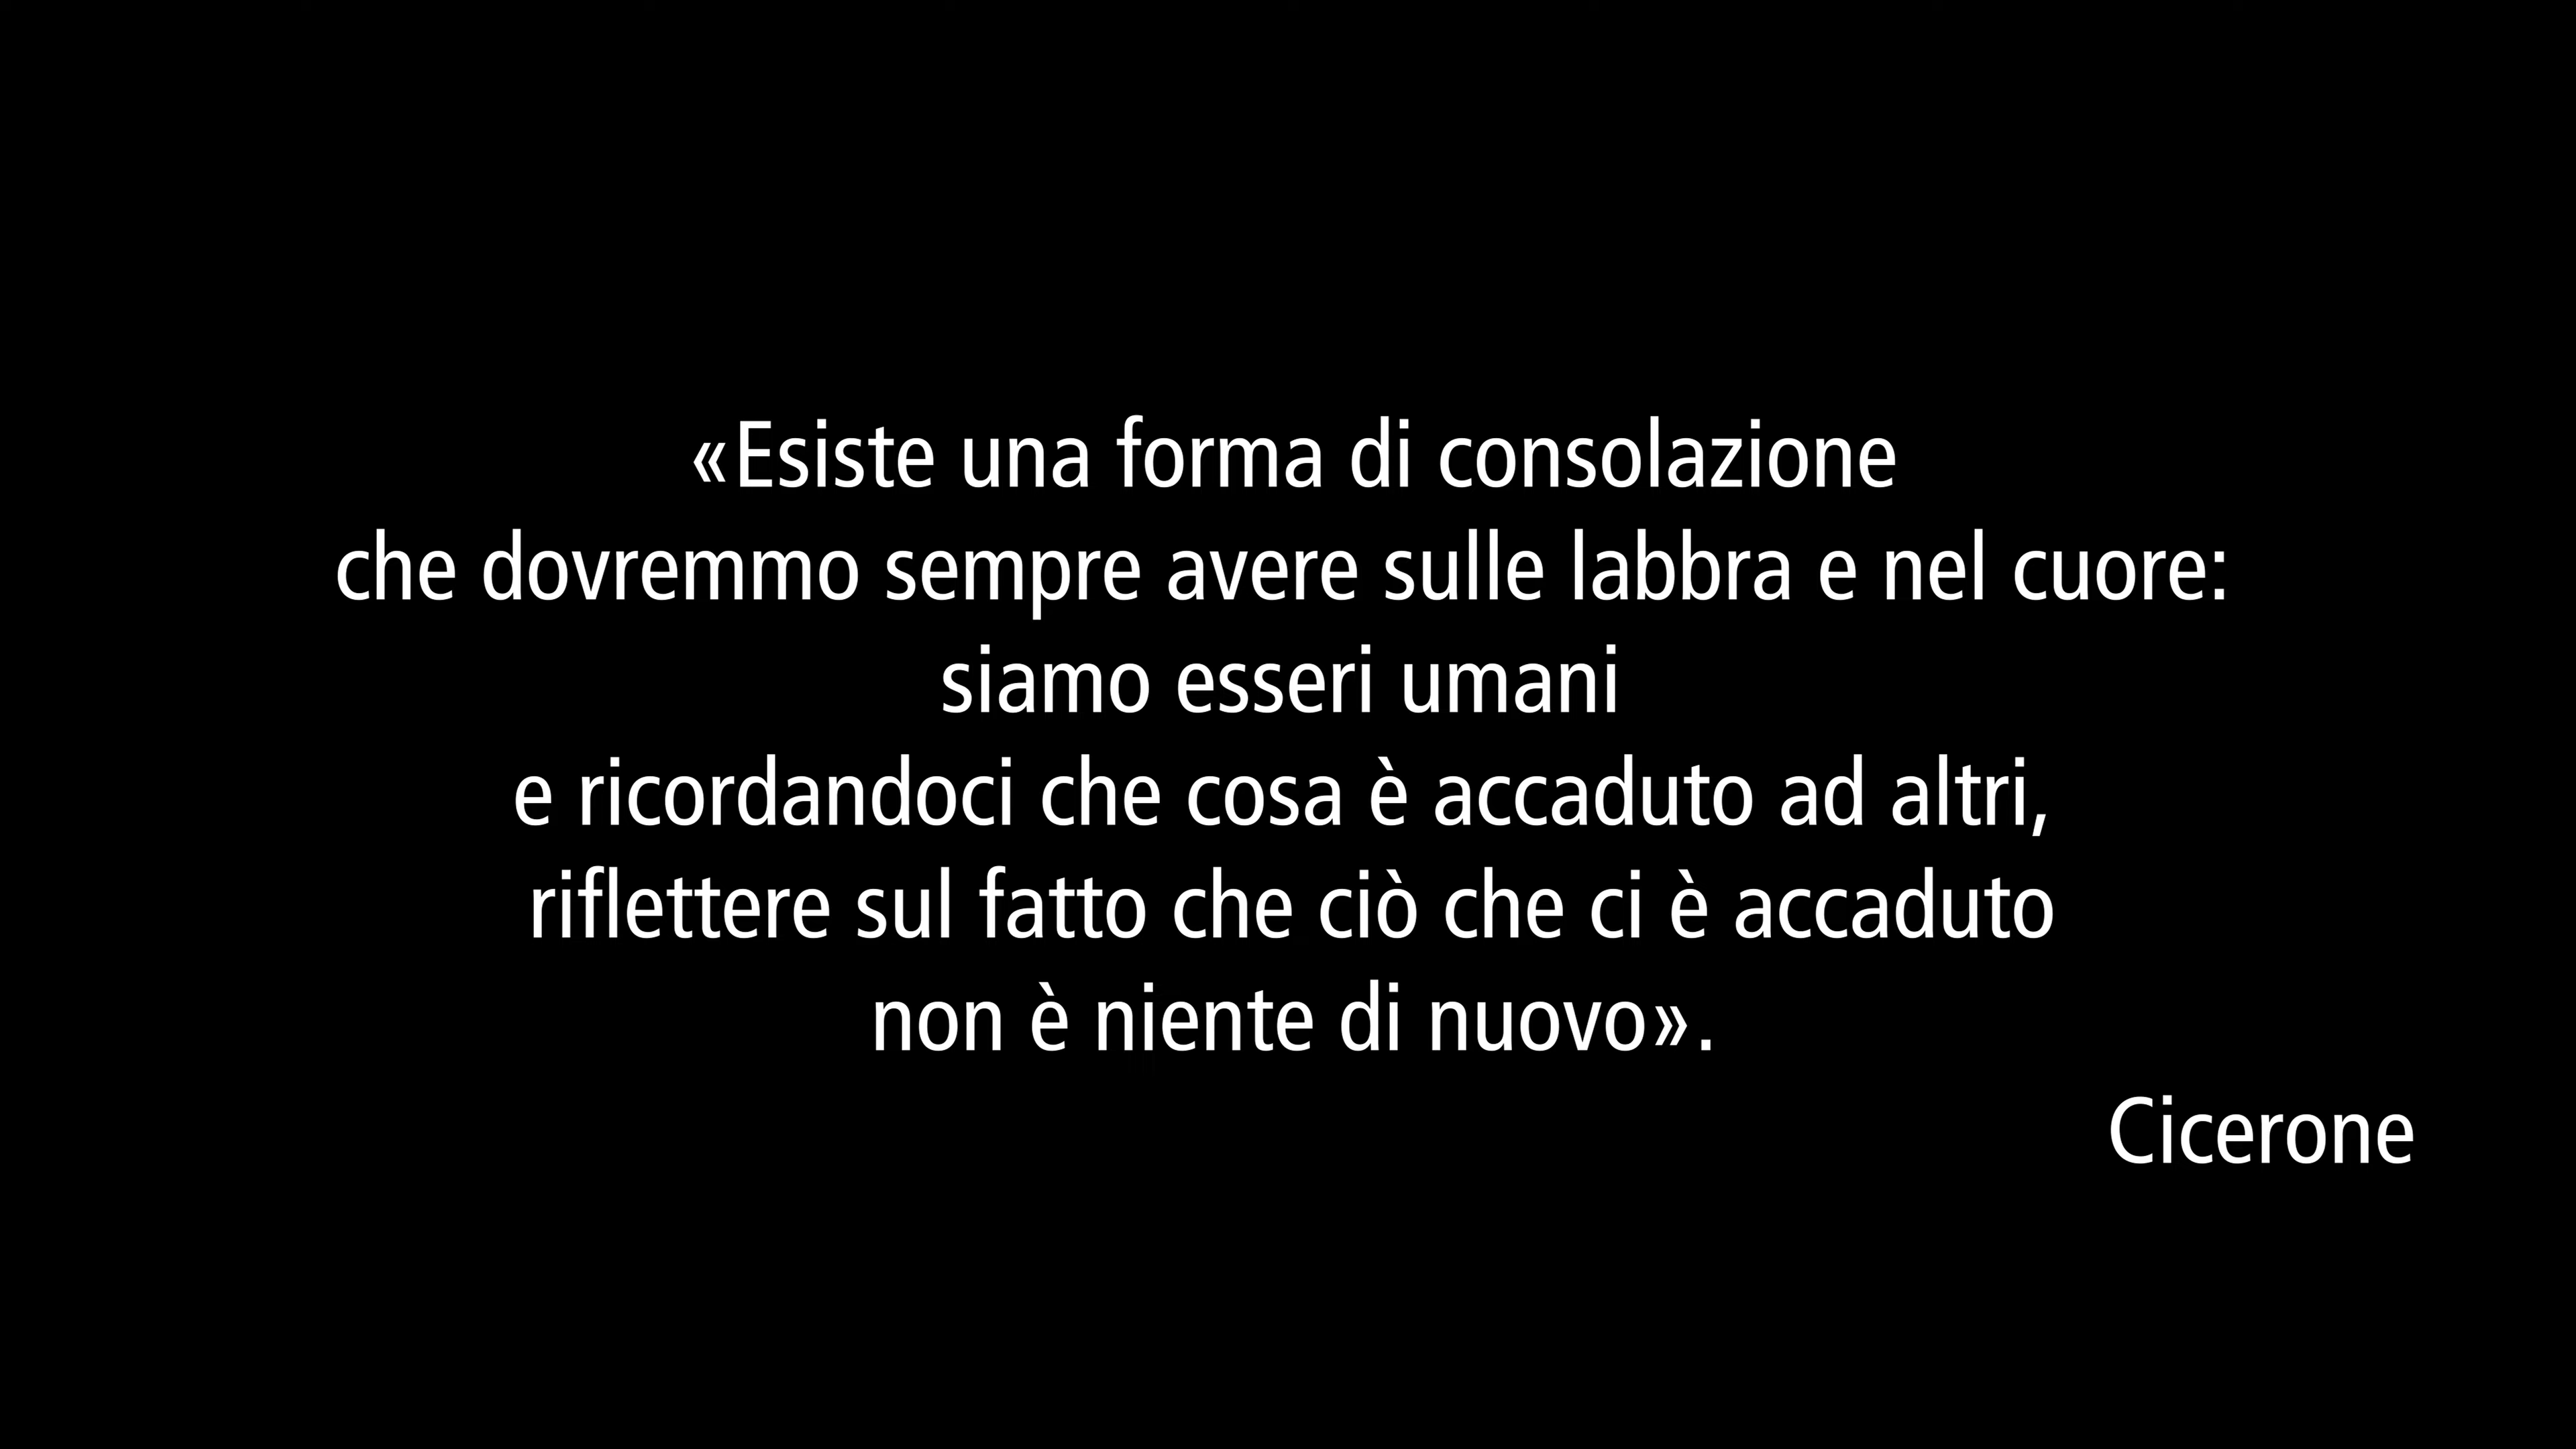 «Esiste una forma di consolazione
che dovremmo sempre avere sulle labbra e nel cuore:
siamo esseri umani
e ricordandoci che cosa è accaduto ad altri,
riflettere sul fatto che ciò che ci è accaduto
non è niente di nuovo».
Cicerone